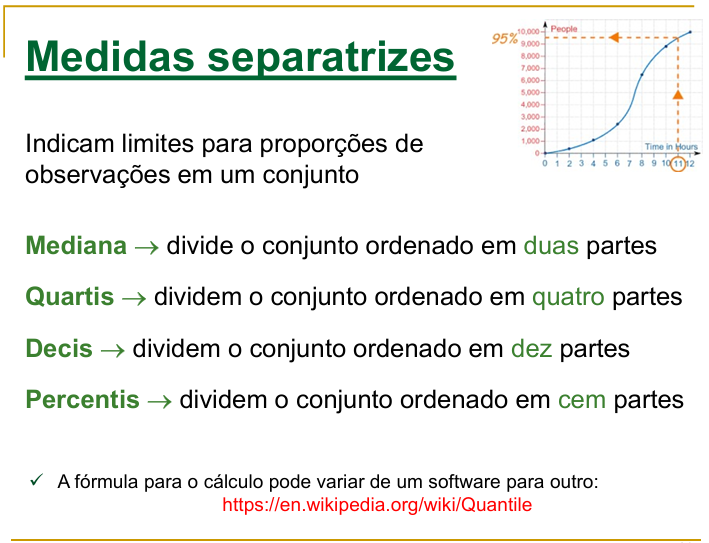 Medidas separatrizes
Indicam limites para proporções de
observações em um conjunto
People
95%
10,000
9,000
8,000
7,000
6,000
5,000
4,000
3,000
2,000
1,000
0
Time in Hours
0 1 2 3 4 5 6 7 8 9 10 11 12
Mediana → divide o conjunto ordenado em duas partes
Quartis → dividem o conjunto ordenado em quatro partes
Decis → dividem o conjunto ordenado em dez partes
Percentis → dividem o conjunto ordenado em cem partes
✓ A fórmula para o cálculo pode variar de um software para outro:
https://en.wikipedia.org/wiki/Quantile